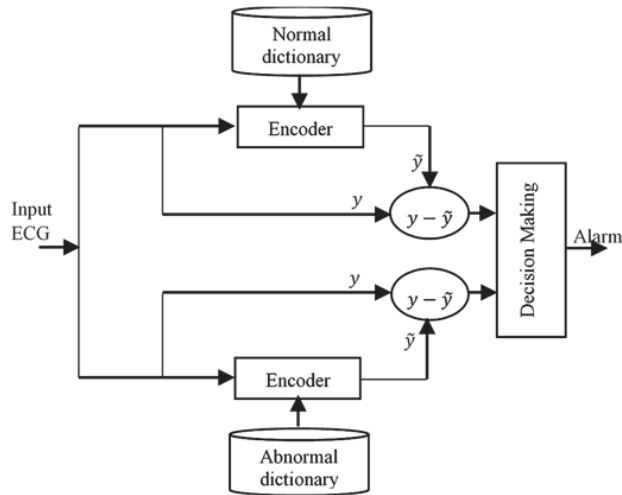 Normal
dictionary
Encoder
ỹ
y
y − ỹ
Input
ECG
Decision Making
Alarm
y
y − ỹ
ỹ
Encoder
Abnormal
dictionary